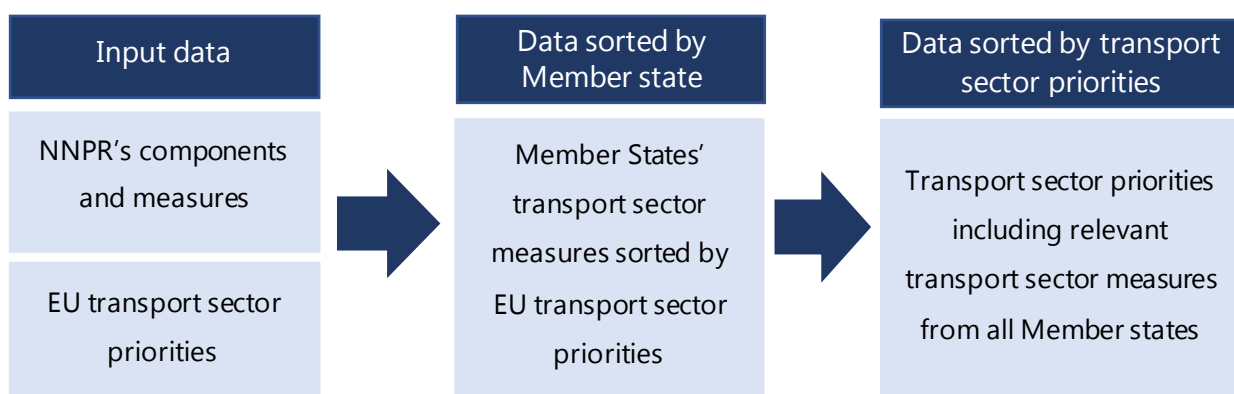 Input data
NNPR's components
and measures
EU transport sector
priorities
Data sorted by
Member state
Member States’
transport sector
measures sorted by
EU transport sector
priorities
Data sorted by transport
sector priorities
Transport sector priorities
including relevant
transport sector measures
from all Member states